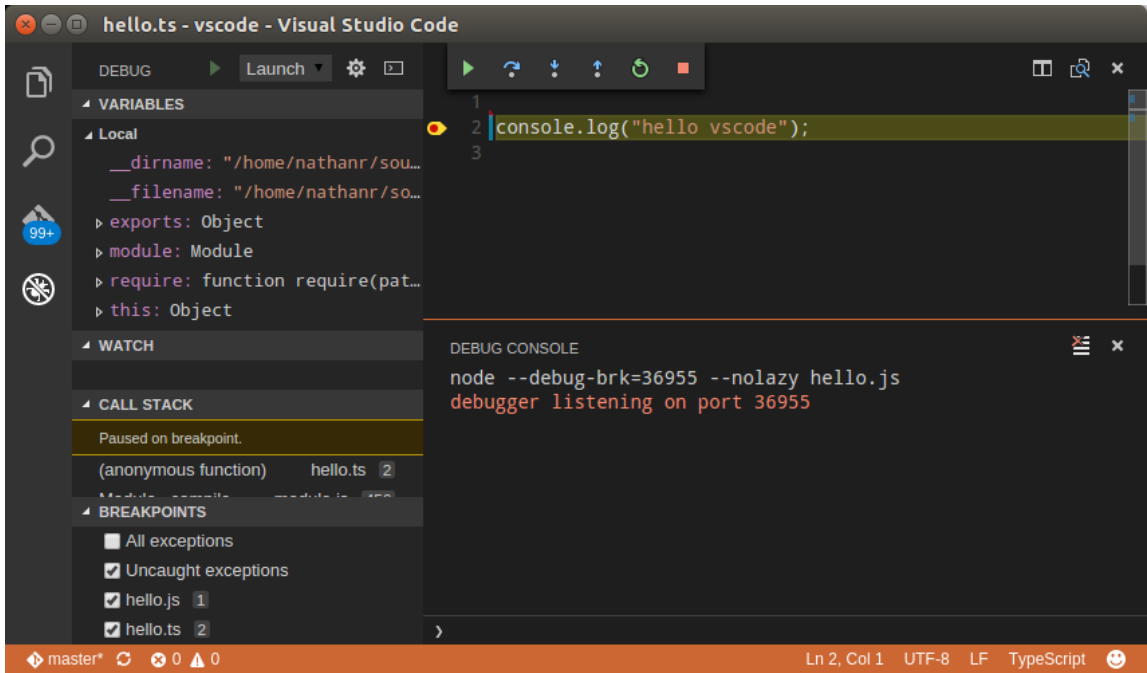 hello.ts - vscode - Visual Studio Code
DEBUG Launch
VARIABLES
Local
__dirname: "/home/nathanr/sou…
__filename: "/home/nathanr/so…
exports: Object
module: Module
require: function require(pat…
this: Object
WATCH
CALL STACK
Paused on breakpoint.
(anonymous function) hello.ts 2
BREAKPOINTS
All exceptions
Uncaught exceptions
hello.js 1
hello.ts 2
99+
1
2 console.log("hello vscode");
3
DEBUG CONSOLE
node --debug-brk=36955 --nolazy hello.js
debugger listening on port 36955
master* 0 0 Ln 2, Col 1 UTF-8 LF TypeScript